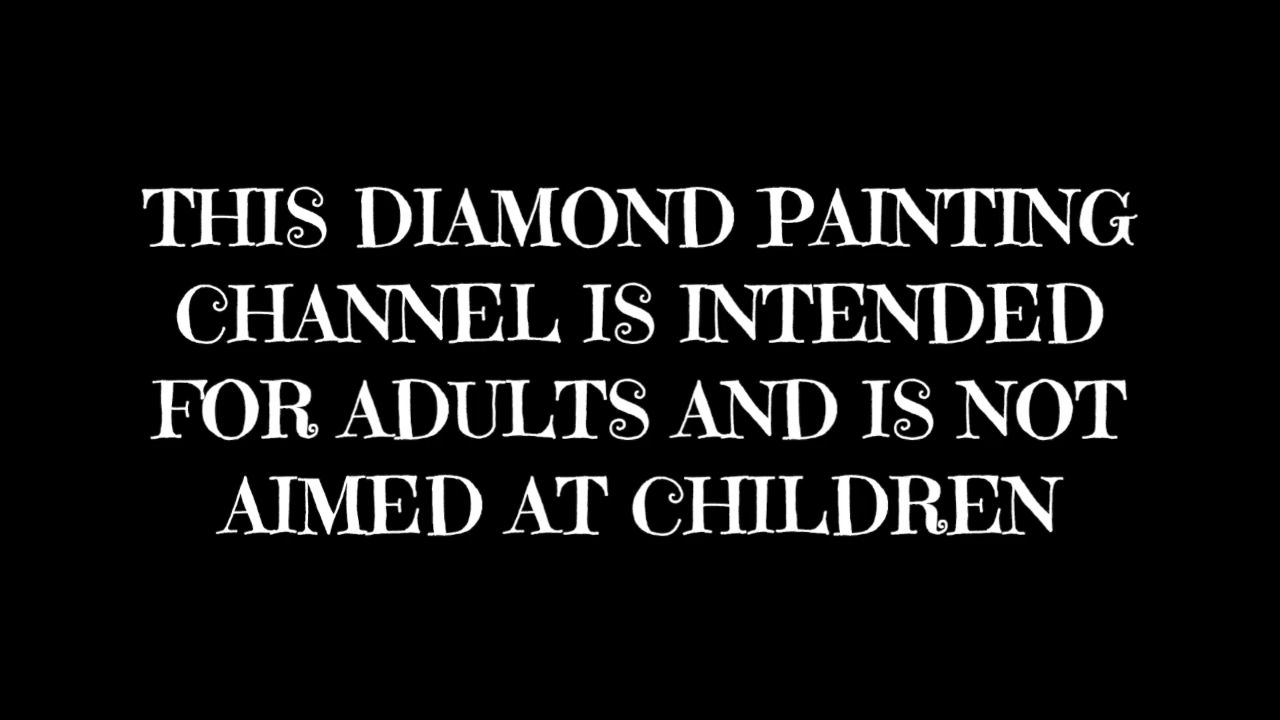 THIS DIAMOND PAINTING
CHANNEL IS INTENDED
FOR ADULTS AND IS NOT
AIMED AT CHILDREN